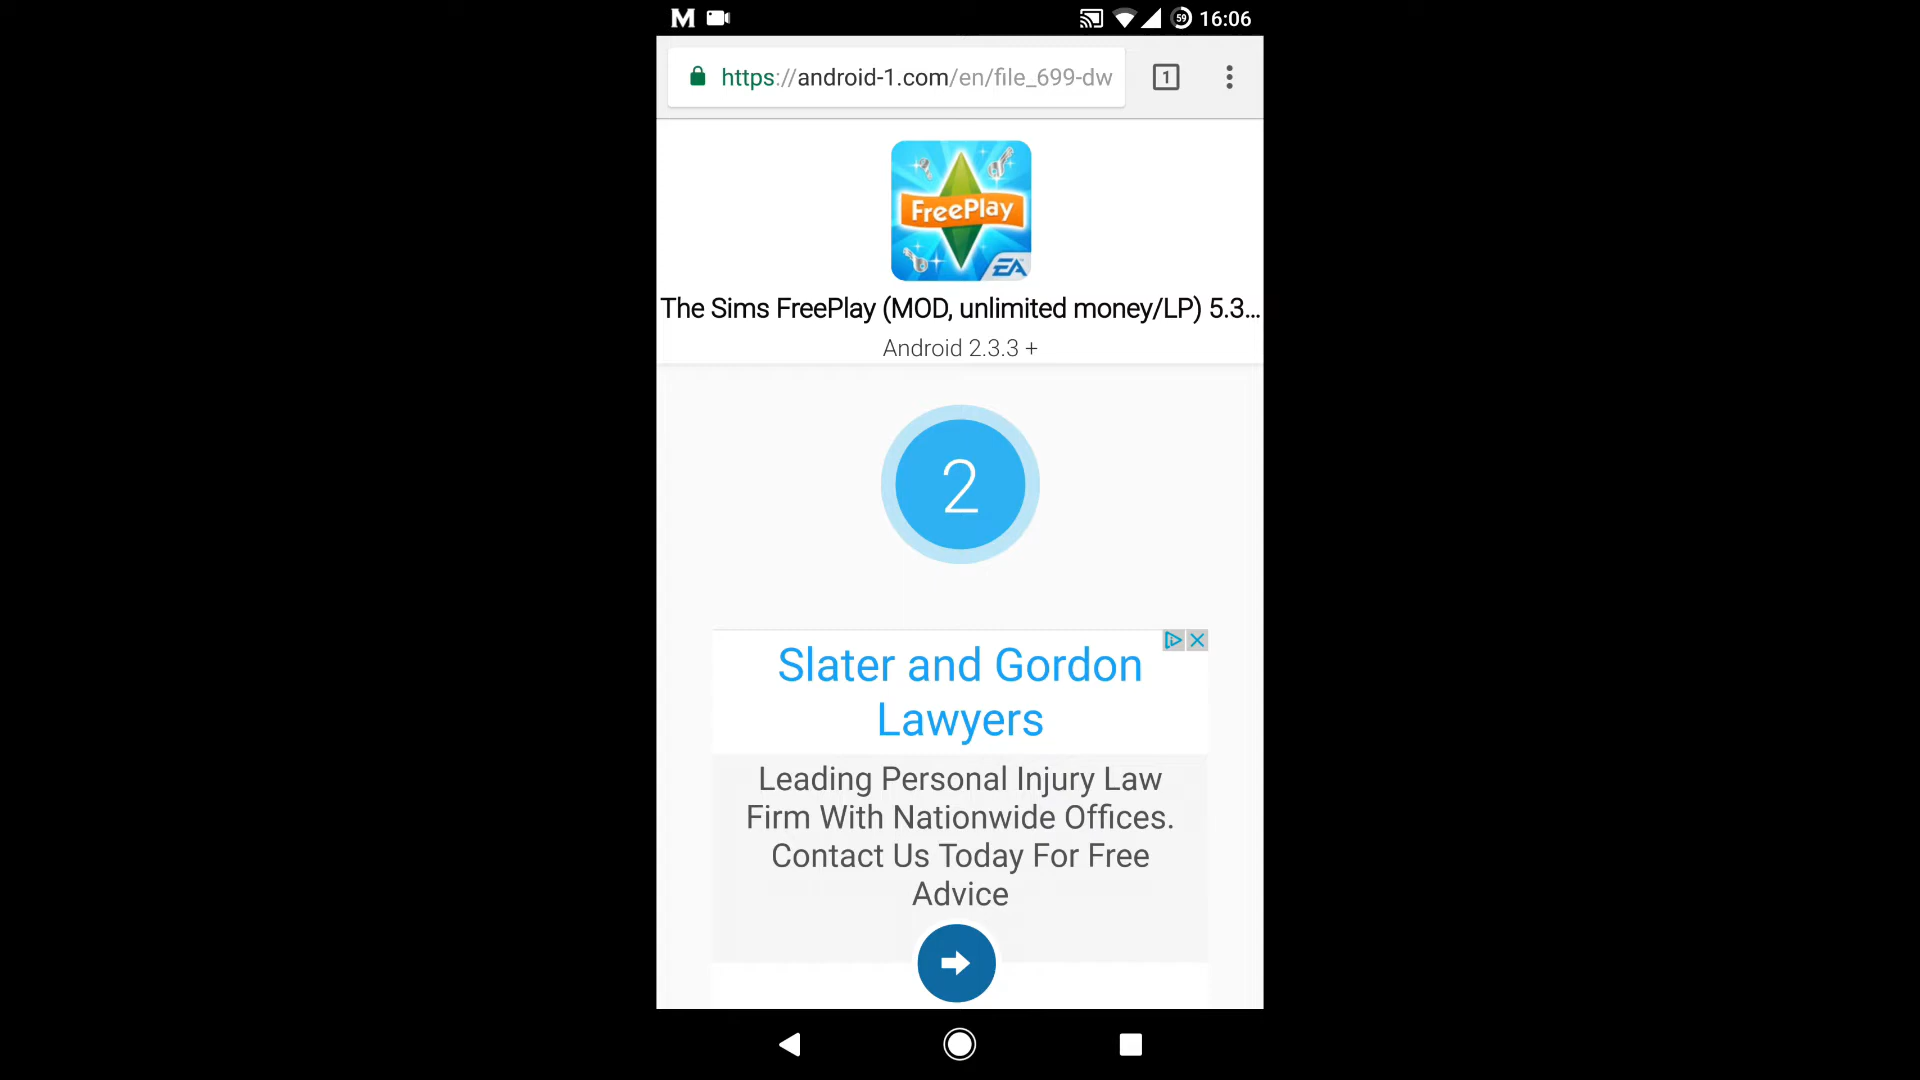 M 59 16:06
https://android-1.com/en/file_699-dw 1
FreePlay
EA
The Sims FreePlay (MOD, unlimited money/LP) 5.3...
Android 2.3.3 +
2
Slater and Gordon
Lawyers
Leading Personal Injury Law
Firm With Nationwide Offices.
Contact Us Today For Free
Advice